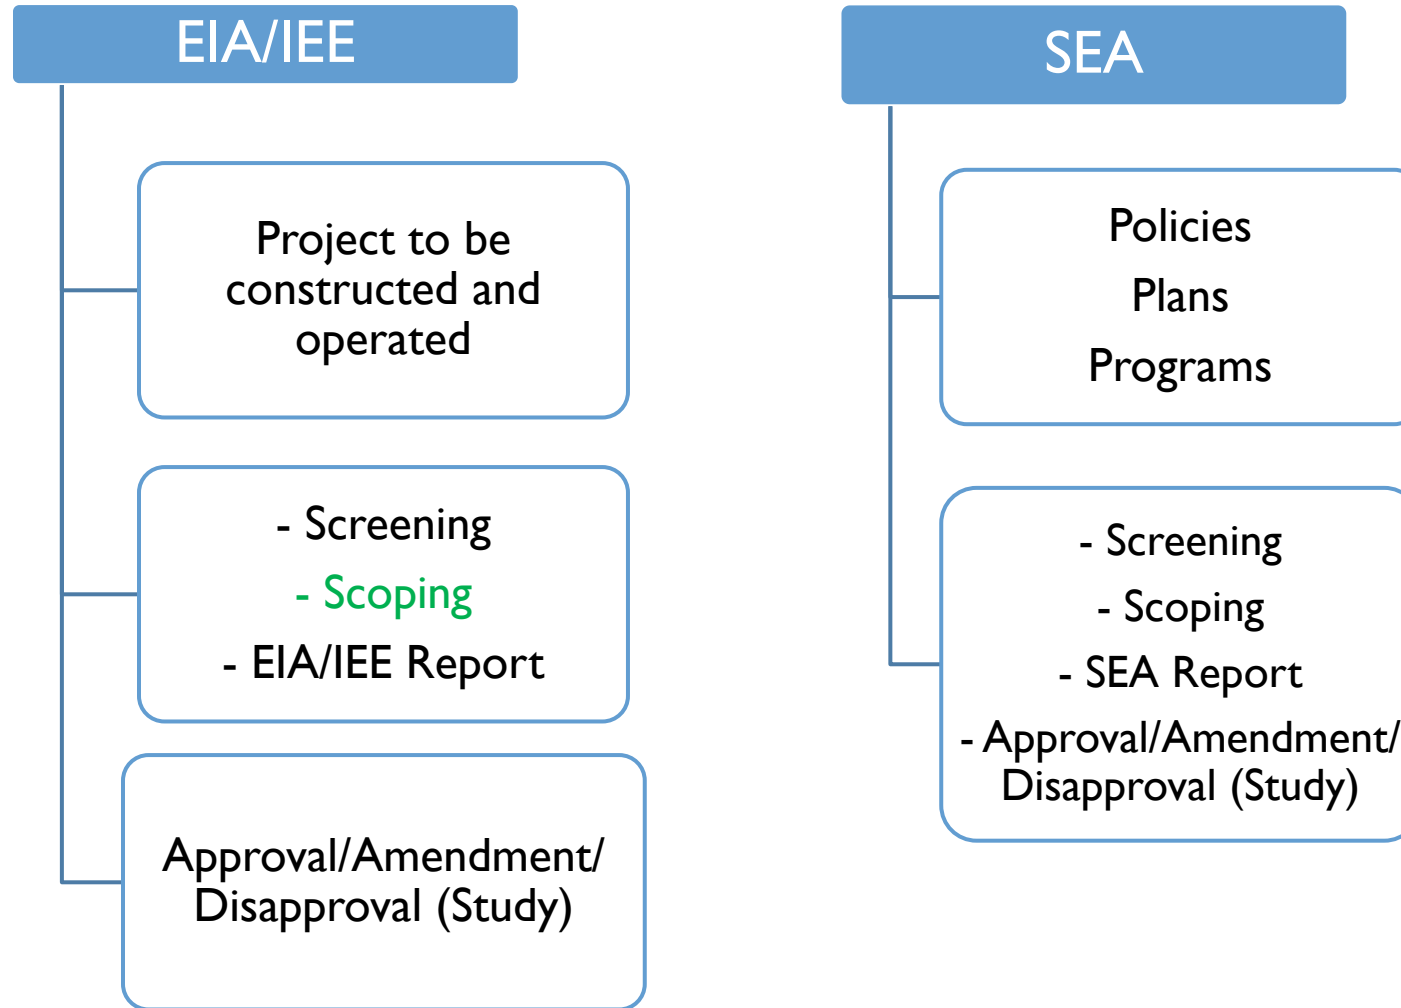 EIA/IEE
Project to be
constructed and
operated
- Screening
- Scoping
- EIA/IEE Report
Approval/Amendment/
Disapproval (Study)
SEA
Policies
Plans
Programs
- Screening
- Scoping
- SEA Report
- Approval/Amendment/
Disapproval (Study)